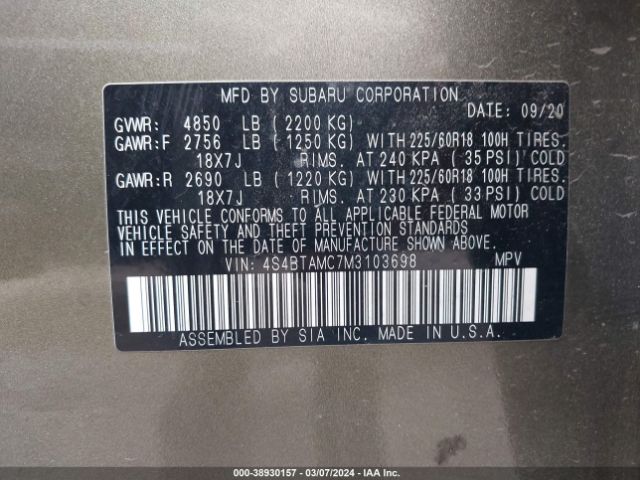 MFD BY SUBARU CORPORATION
DATE: 09/20
GVWR: 4850 LB (2200 KG)
GAWR:F 2756 LB (1250 KG) WITH 225/60R18 100H TIRES.
18X7J RIMS. AT 240 KPA (35 PSI) COLD
GAWR:R 2690 LB (1220 KG) WITH 225/60R18 100H TIRES.
18X7J RIMS. AT 230 KPA (33 PSI) COLD
THIS VEHICLE CONFORMS TO ALL APPLICABLE FEDERAL MOTOR
VEHICLE SAFETY AND THEFT PREVENTION STANDARDS
IN EFFECT ON THE DATE OF MANUFACTURE SHOWN ABOVE.
VIN: 4S4BTAMC7M3103698 MPV
ASSEMBLED BY SIA INC. MADE IN U.S.A.
000-38930157 - 03/07/2024 - IAAI.COM